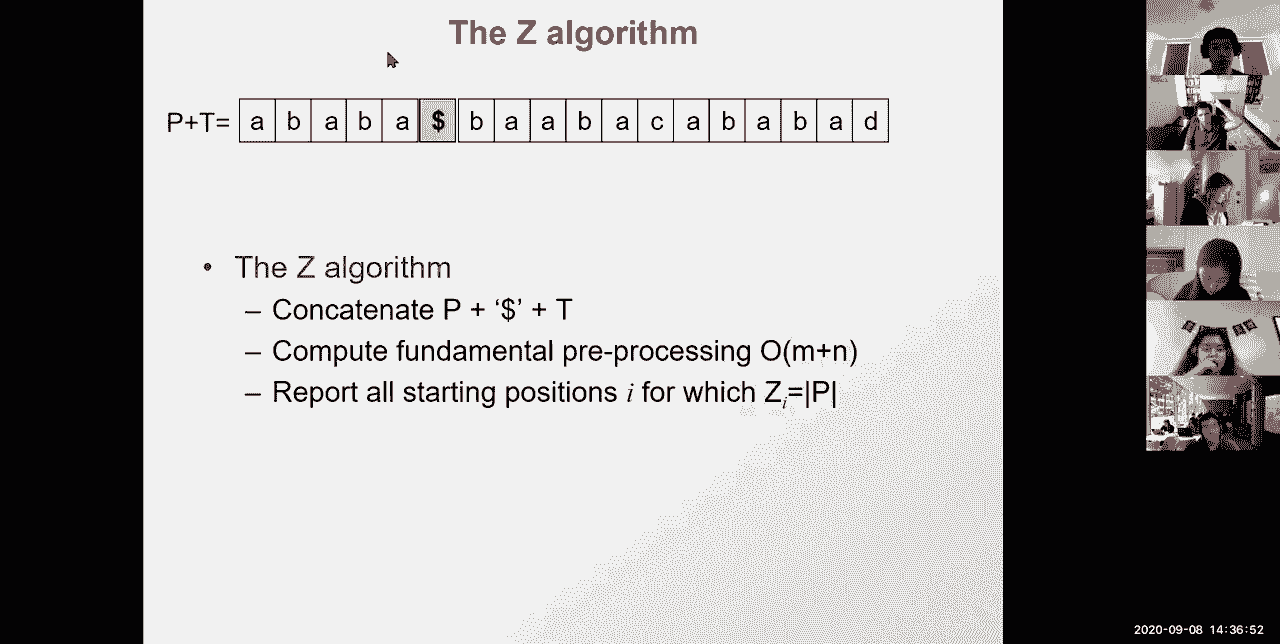 The Z algorithm
P+T= a b a b a $ b a a b a c a b a b a d
• The Z algorithm
– Concatenate P + ‘$’ + T
– Compute fundamental pre-processing O(m+n)
– Report all starting positions i for which Zi=|P|
2020-09-08 14:36:52